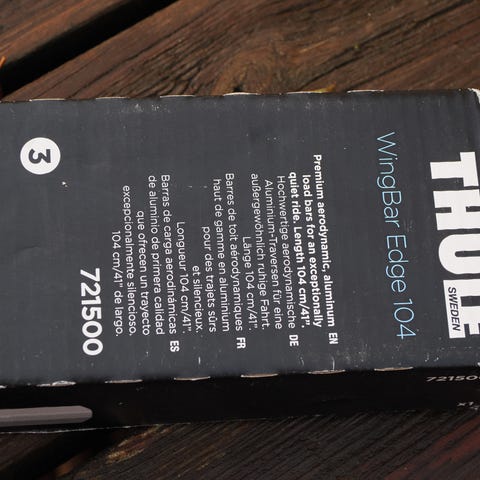 THULE
SWEDEN
WingBar Edge 104
Premium aerodynamic, aluminum EN
load bars for an exceptionally
quiet ride. Length 104 cm/41".
Hochwertige aerodynamische DE
Aluminium-Traversen für eine
außergewöhnlich ruhige Fahrt.
Länge 104 cm/41".
Barres de toit aérodynamiques FR
haut de gamme en aluminium
pour des trajets sûrs
et silencieux.
Longueur 104 cm/41".
Barras de carga aerodinámicas ES
de aluminio de primera calidad
que ofrecen un trayecto
excepcionalmente silencioso.
104 cm/41" de largo.
721500
3
721500
x1